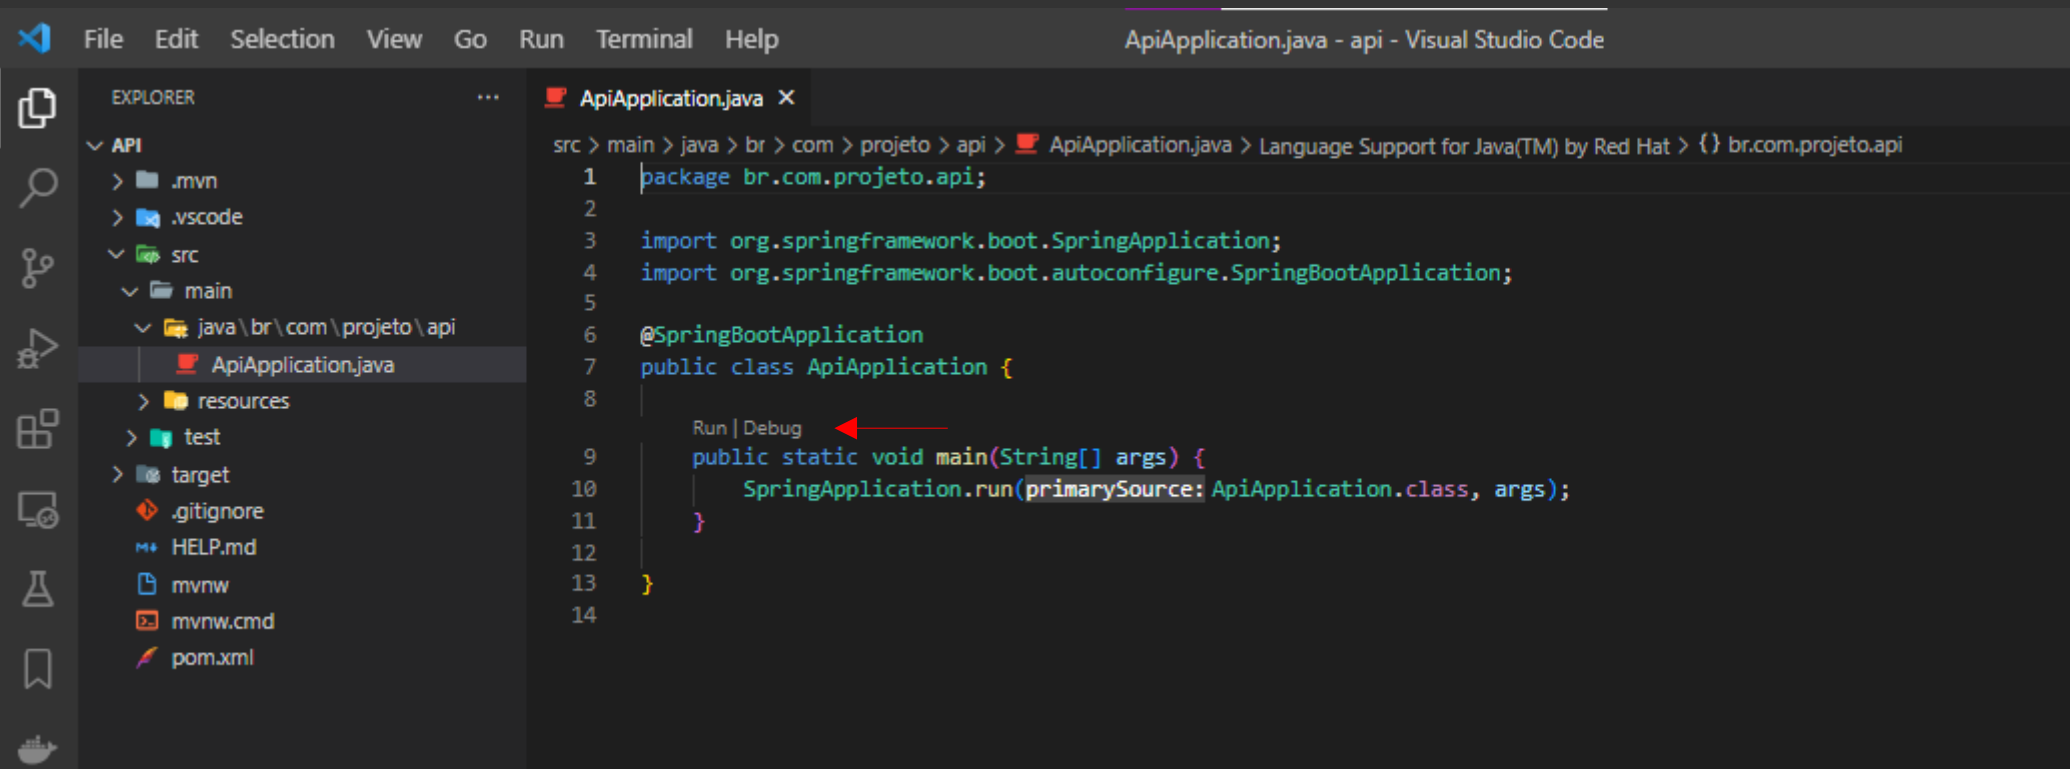 File Edit Selection View Go Run Terminal Help
ApiApplication.java - api - Visual Studio Code
EXPLORER ...
API
.mvn
.vscode
src
main
java\br\com\projeto\api
ApiApplication.java
resources
test
target
.gitignore
HELP.md
mvnw
mvnw.cmd
pom.xml
ApiApplication.java ×
src > main > java > br > com > projeto > api > ApiApplication.java > Language Support for Java(TM) by Red Hat > {} br.com.projeto.api
1 package br.com.projeto.api;
2
3 import org.springframework.boot.SpringApplication;
4 import org.springframework.boot.autoconfigure.SpringBootApplication;
5
6 @SpringBootApplication
7 public class ApiApplication {
8
Run | Debug
9 public static void main(String[] args) {
10 SpringApplication.run(primarySource: ApiApplication.class, args);
11 }
12
13 }
14